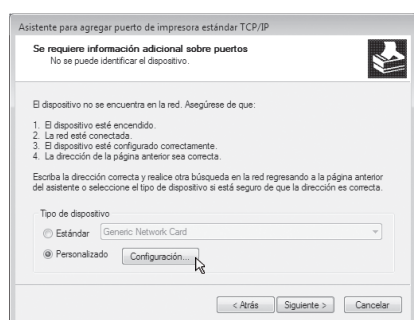 Asistente para agregar puerto de impresora estándar TCP/IP
Se requiere información adicional sobre puertos
No se puede identificar el dispositivo.
El dispositivo no se encuentra en la red. Asegúrese de que:
1. El dispositivo esté encendido.
2. La red esté conectada.
3. El dispositivo esté configurado correctamente.
4. La dirección de la página anterior sea correcta.
Escriba la dirección correcta y realice otra búsqueda en la red regresando a la página anterior
del asistente o seleccione el tipo de dispositivo si está seguro de que la dirección es correcta.
Tipo de dispositivo
Estándar Generic Network Card
Personalizado Configuración...
< Atrás Siguiente > Cancelar